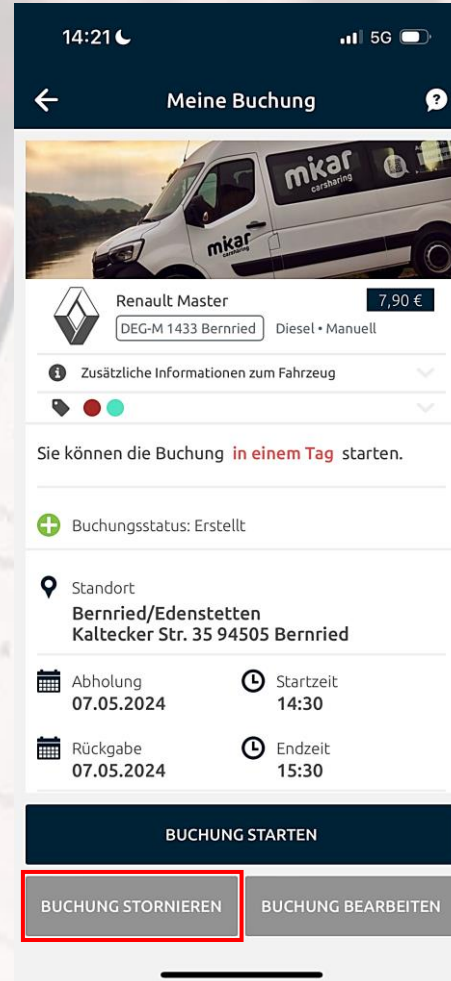 14:21
5G
Meine Buchung
?
mikar
carsharing
mikar
carsharing
Renault Master
7,90 €
DEG-M 1433 Bernried
Diesel • Manuell
Zusätzliche Informationen zum Fahrzeug
Sie können die Buchung in einem Tag starten.
Buchungsstatus: Erstellt
Standort
Bernried/Edenstetten
Kaltecker Str. 35 94505 Bernried
Abholung
07.05.2024
Startzeit
14:30
Rückgabe
07.05.2024
Endzeit
15:30
BUCHUNG STARTEN
BUCHUNG STORNIEREN
BUCHUNG BEARBEITEN